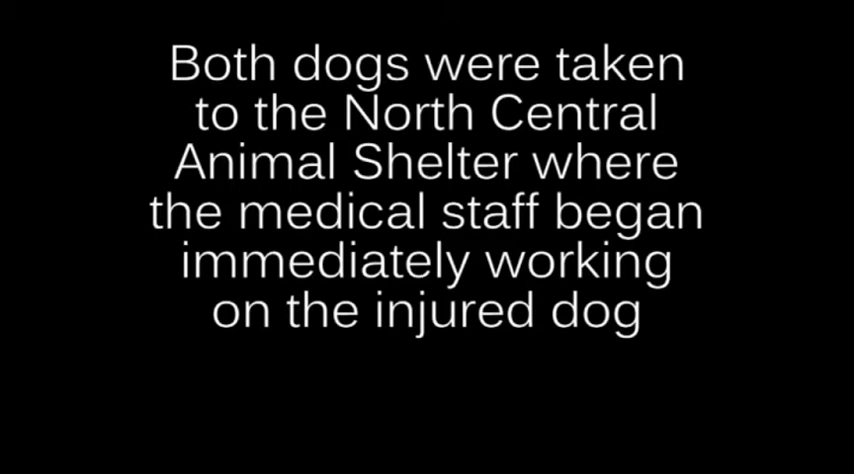 Both dogs were taken
to the North Central
Animal Shelter where
the medical staff began
immediately working
on the injured dog